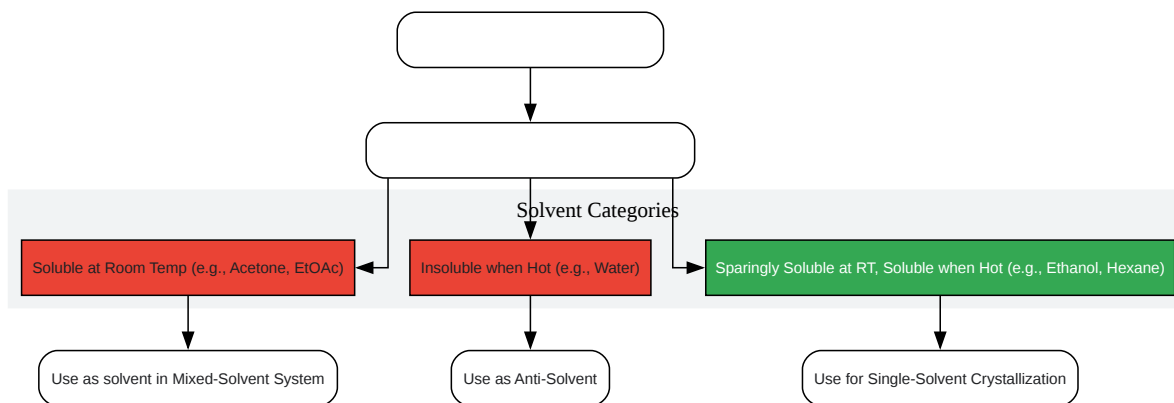 Solvent Categories
Soluble at Room Temp (e.g., Acetone, EtOAc)
Insoluble when Hot (e.g., Water)
Sparingly Soluble at RT, Soluble when Hot (e.g., Ethanol, Hexane)
Use as solvent in Mixed-Solvent System
Use as Anti-Solvent
Use for Single-Solvent Crystallization